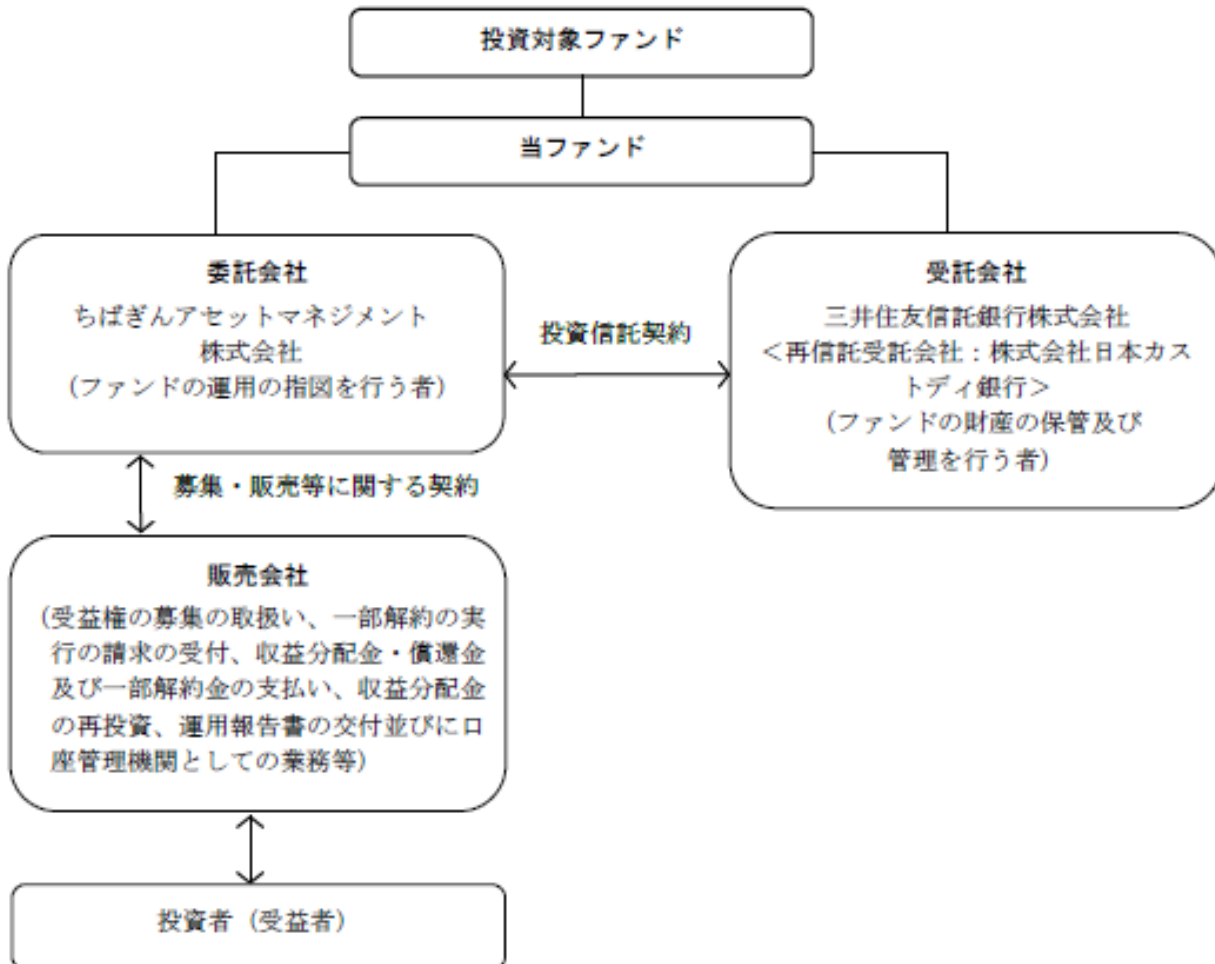 投資対象ファンド
当ファンド
委託会社
ちばぎんアセットマネジメント
株式会社
（ファンドの運用の指図を行う者）
投資信託契約
受託会社
三井住友信託銀行株式会社
＜再信託受託会社：株式会社日本カス
トディ銀行＞
（ファンドの財産の保管及び
管理を行う者）
募集・販売等に関する契約
販売会社
（受益権の募集の取扱い、一部解約の実
行の請求の受付、収益分配金・償還金
及び一部解約金の支払い、収益分配金
の再投資、運用報告書の交付並びに口
座管理機関としての業務等）
投資者（受益者）